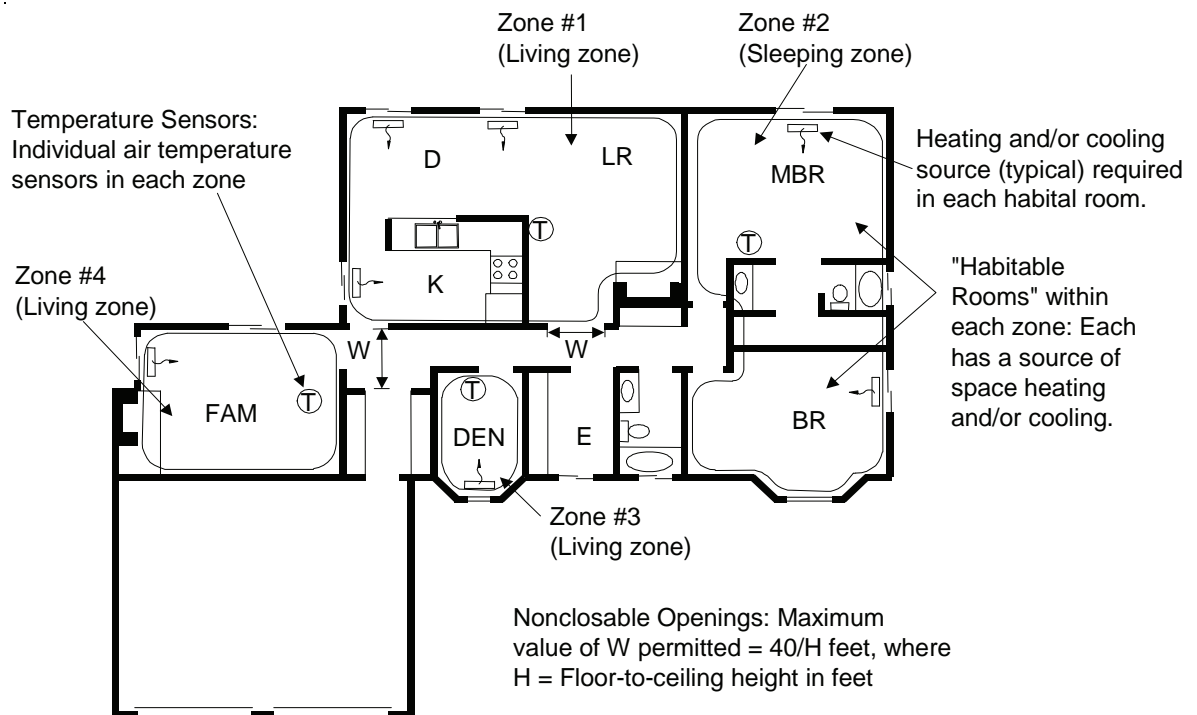 Zone #1
(Living zone)
Zone #2
(Sleeping zone)
Temperature Sensors:
Individual air temperature
sensors in each zone
Heating and/or cooling
source (typical) required
in each habital room.
D
LR
MBR
T
T
K
"Habitable
Rooms" within
each zone: Each
has a source of
space heating
and/or cooling.
Zone #4
(Living zone)
W
W
FAM
T
T
DEN
E
BR
Zone #3
(Living zone)
Nonclosable Openings: Maximum
value of W permitted = 40/H feet, where
H = Floor-to-ceiling height in feet